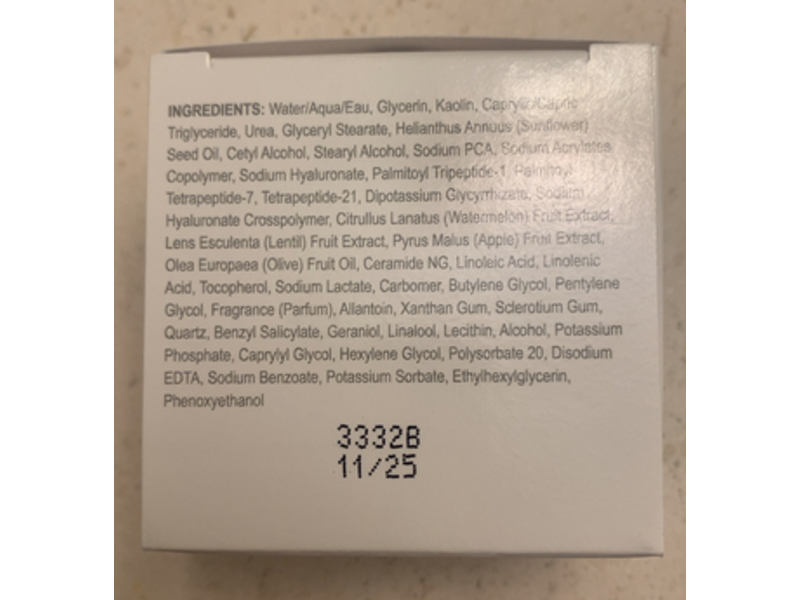 INGREDIENTS: Water/Aqua/Eau, Glycerin, Kaolin, Caprylic/Capric
Triglyceride, Urea, Glyceryl Stearate, Helianthus Annuus (Sunflower)
Seed Oil, Cetyl Alcohol, Stearyl Alcohol, Sodium PCA, Sodium Acrylates
Copolymer, Sodium Hyaluronate, Palmitoyl Tripeptide-1, Palmitoyl
Tetrapeptide-7, Tetrapeptide-21, Dipotassium Glycyrrhizate, Sodium
Hyaluronate Crosspolymer, Citrullus Lanatus (Watermelon) Fruit Extract,
Lens Esculenta (Lentil) Fruit Extract, Pyrus Malus (Apple) Fruit Extract,
Olea Europaea (Olive) Fruit Oil, Ceramide NG, Linoleic Acid, Linolenic
Acid, Tocopherol, Sodium Lactate, Carbomer, Butylene Glycol, Pentylene
Glycol, Fragrance (Parfum), Allantoin, Xanthan Gum, Sclerotium Gum,
Quartz, Benzyl Salicylate, Geraniol, Linalool, Lecithin, Alcohol, Potassium
Phosphate, Caprylyl Glycol, Hexylene Glycol, Polysorbate 20, Disodium
EDTA, Sodium Benzoate, Potassium Sorbate, Ethylhexylglycerin,
Phenoxyethanol
3332B
11/25